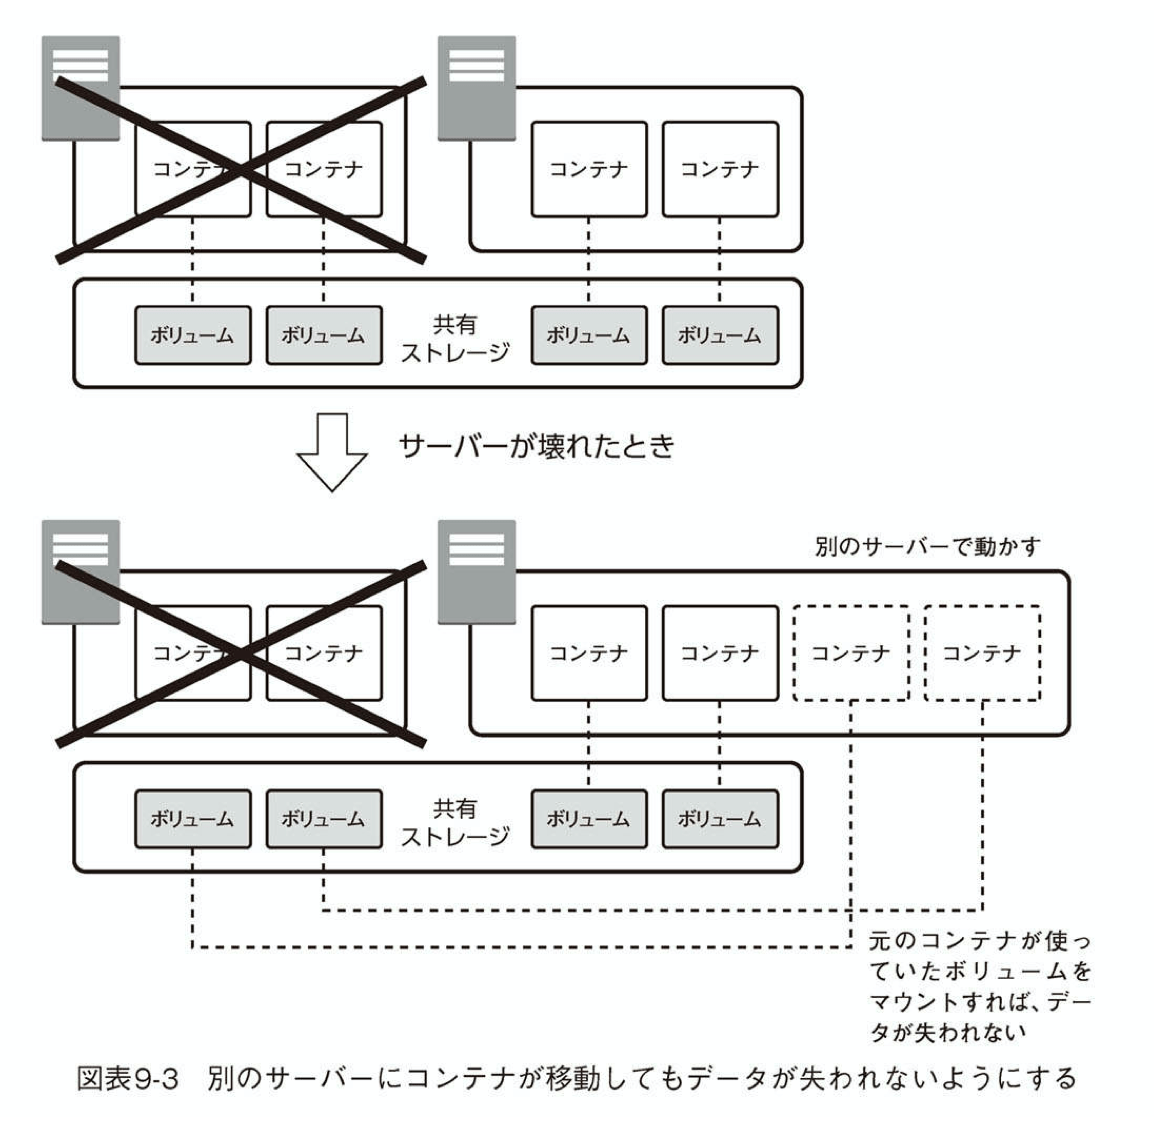 コンテナ
コンテナ
コンテナ
コンテナ
ボリューム
ボリューム
共有
ストレージ
ボリューム
ボリューム
サーバーが壊れたとき
別のサーバーで動かす
コンテナ
コンテナ
コンテナ
コンテナ
コンテナ
コンテナ
ボリューム
ボリューム
共有
ストレージ
ボリューム
ボリューム
元のコンテナが使っ
ていたボリュームを
マウントすれば、デー
タが失われない
図表9-3 別のサーバーにコンテナが移動してもデータが失われないようにする